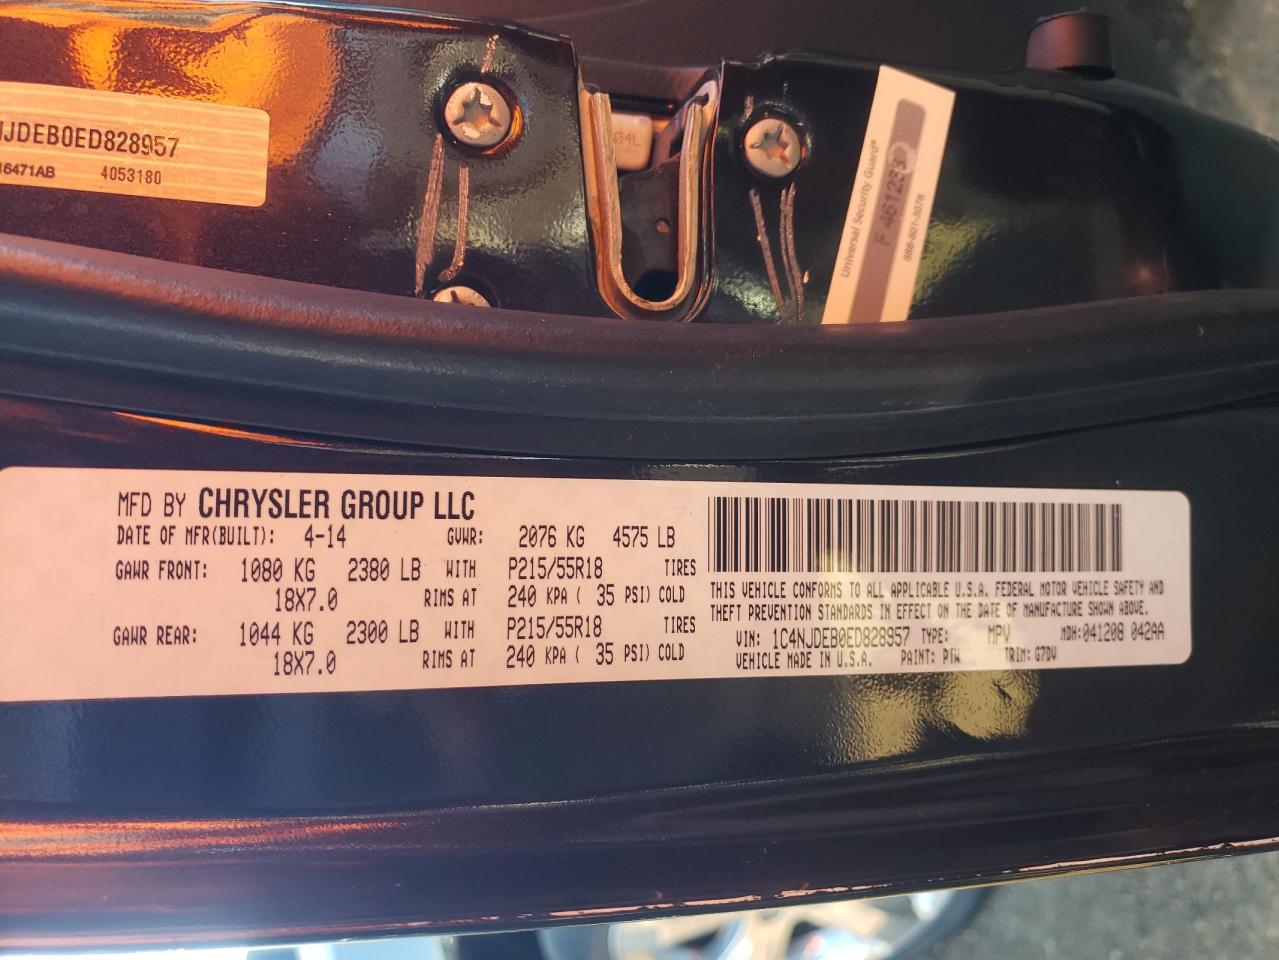 NJDEB0ED828957
16471AB 4053180
04L
Universal Security Guard®
F 461233
888-801-3078
MFD BY CHRYSLER GROUP LLC
DATE OF MFR(BUILT): 4-14 GVWR: 2076 KG 4575 LB
GAWR FRONT: 1080 KG 2380 LB WITH P215/55R18 TIRES
18X7.0 RIMS AT 240 KPA ( 35 PSI) COLD
GAWR REAR: 1044 KG 2300 LB WITH P215/55R18 TIRES
18X7.0 RIMS AT 240 KPA ( 35 PSI) COLD
THIS VEHICLE CONFORMS TO ALL APPLICABLE U.S.A. FEDERAL MOTOR VEHICLE SAFETY AND
THEFT PREVENTION STANDARDS IN EFFECT ON THE DATE OF MANUFACTURE SHOWN ABOVE.
VIN: 1C4NJDEB0ED828957 TYPE: MPV MDH:041208 042AA
VEHICLE MADE IN U.S.A. PAINT: PTW TRIM: G7DV